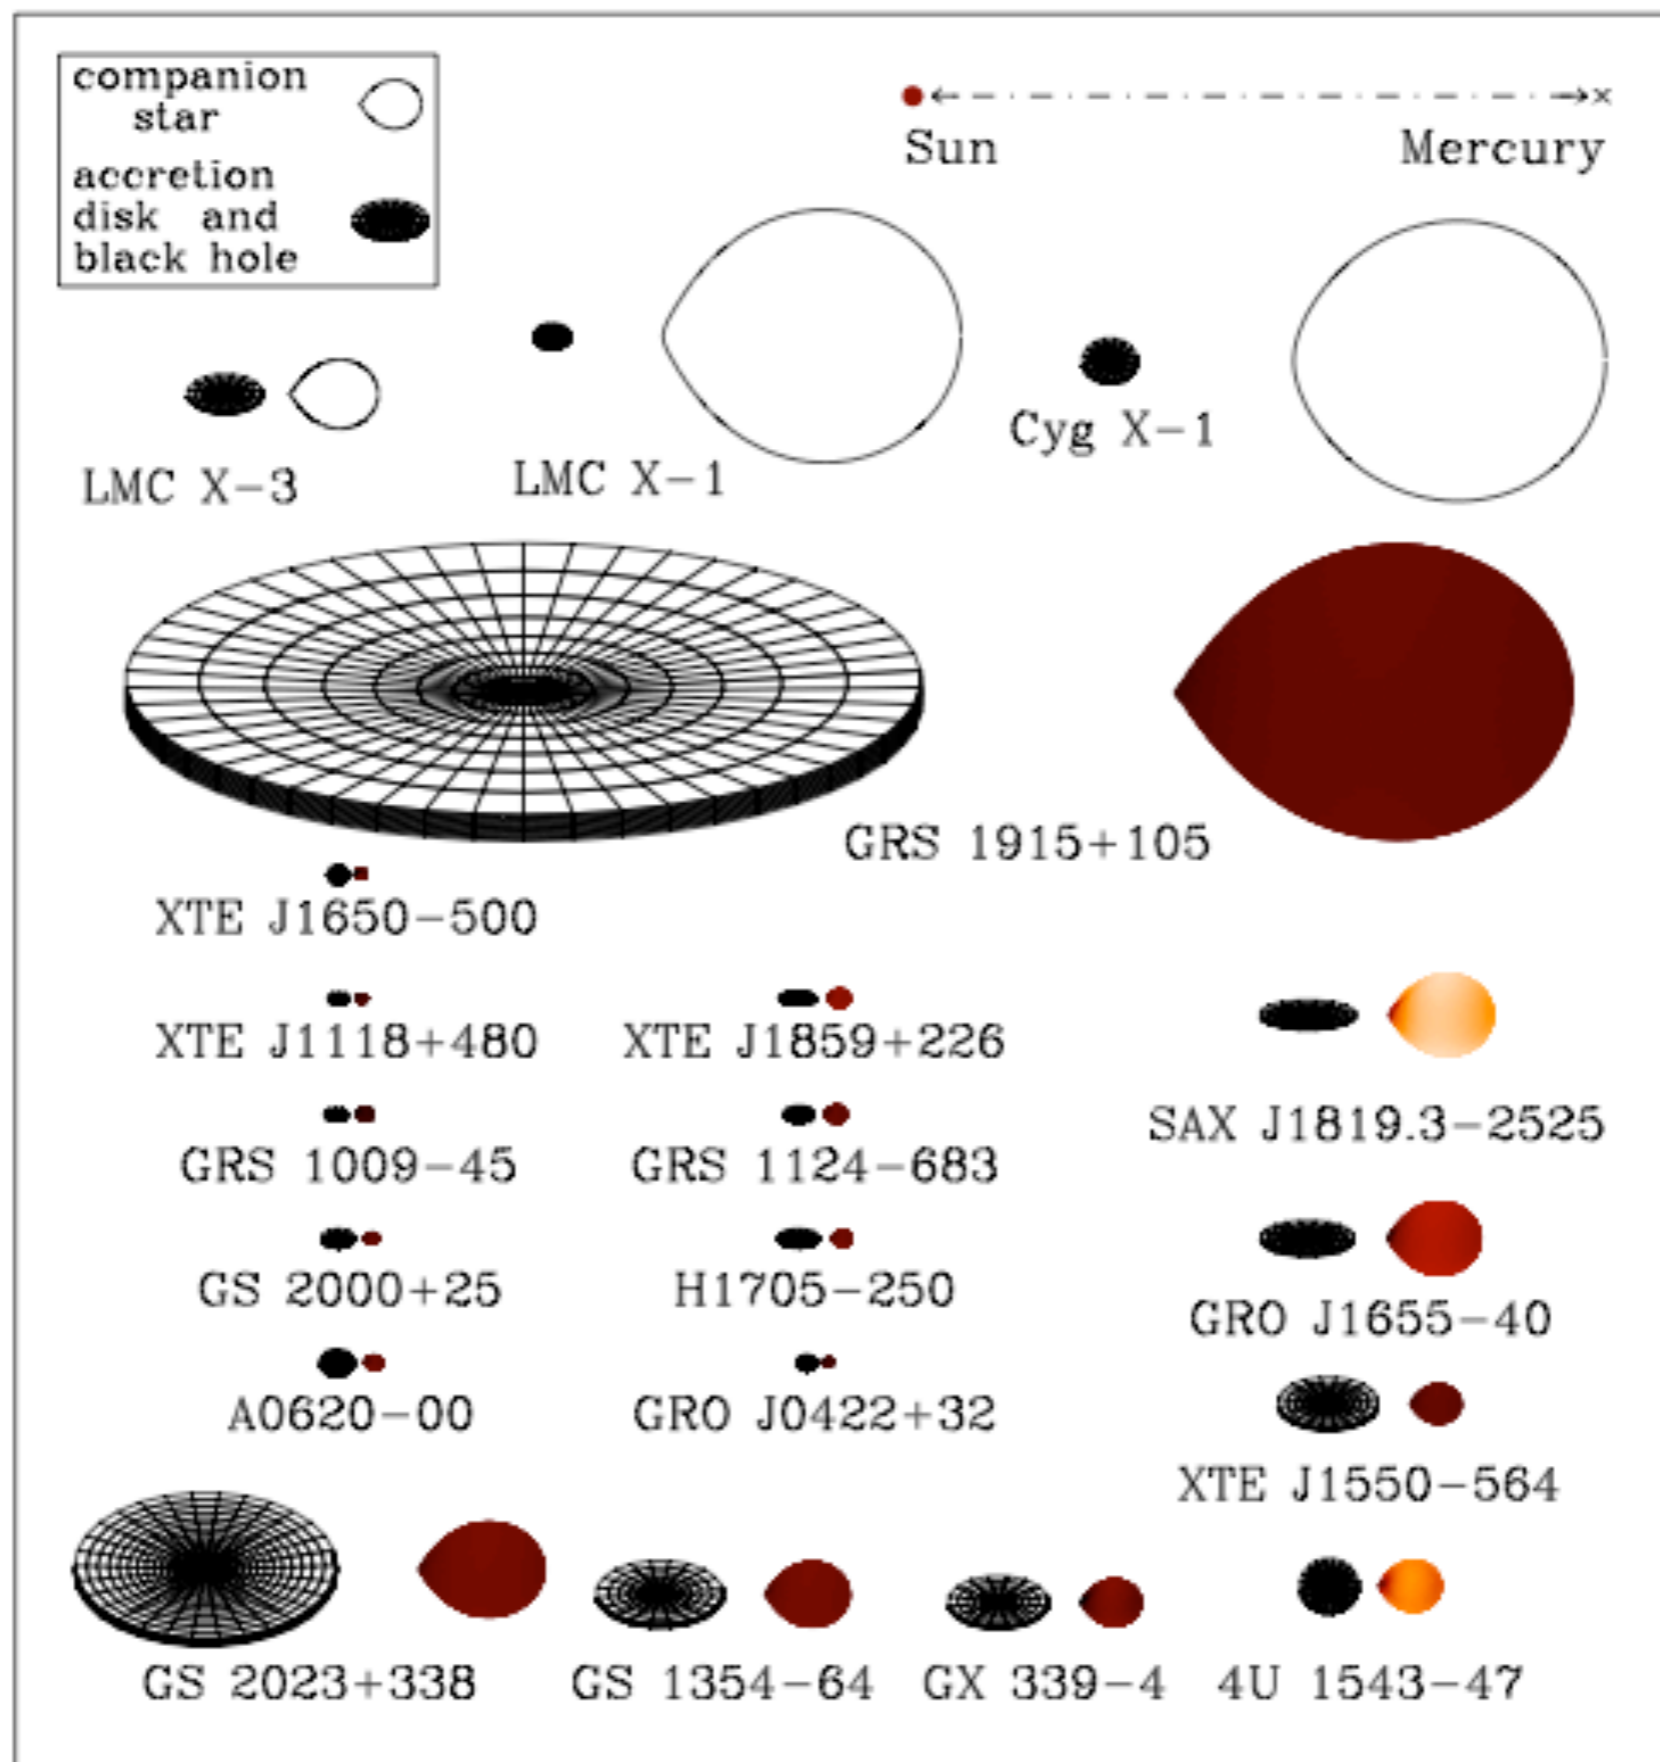 companion
star
accretion
disk and
black hole
Sun
Mercury
LMC X-3
LMC X-1
Cyg X-1
GRS 1915+105
XTE J1650-500
XTE J1118+480
XTE J1859+226
SAX J1819.3-2525
GRS 1009-45
GRS 1124-683
GS 2000+25
H1705-250
GRO J1655-40
A0620-00
GRO J0422+32
XTE J1550-564
GS 2023+338
GS 1354-64
GX 339-4
4U 1543-47